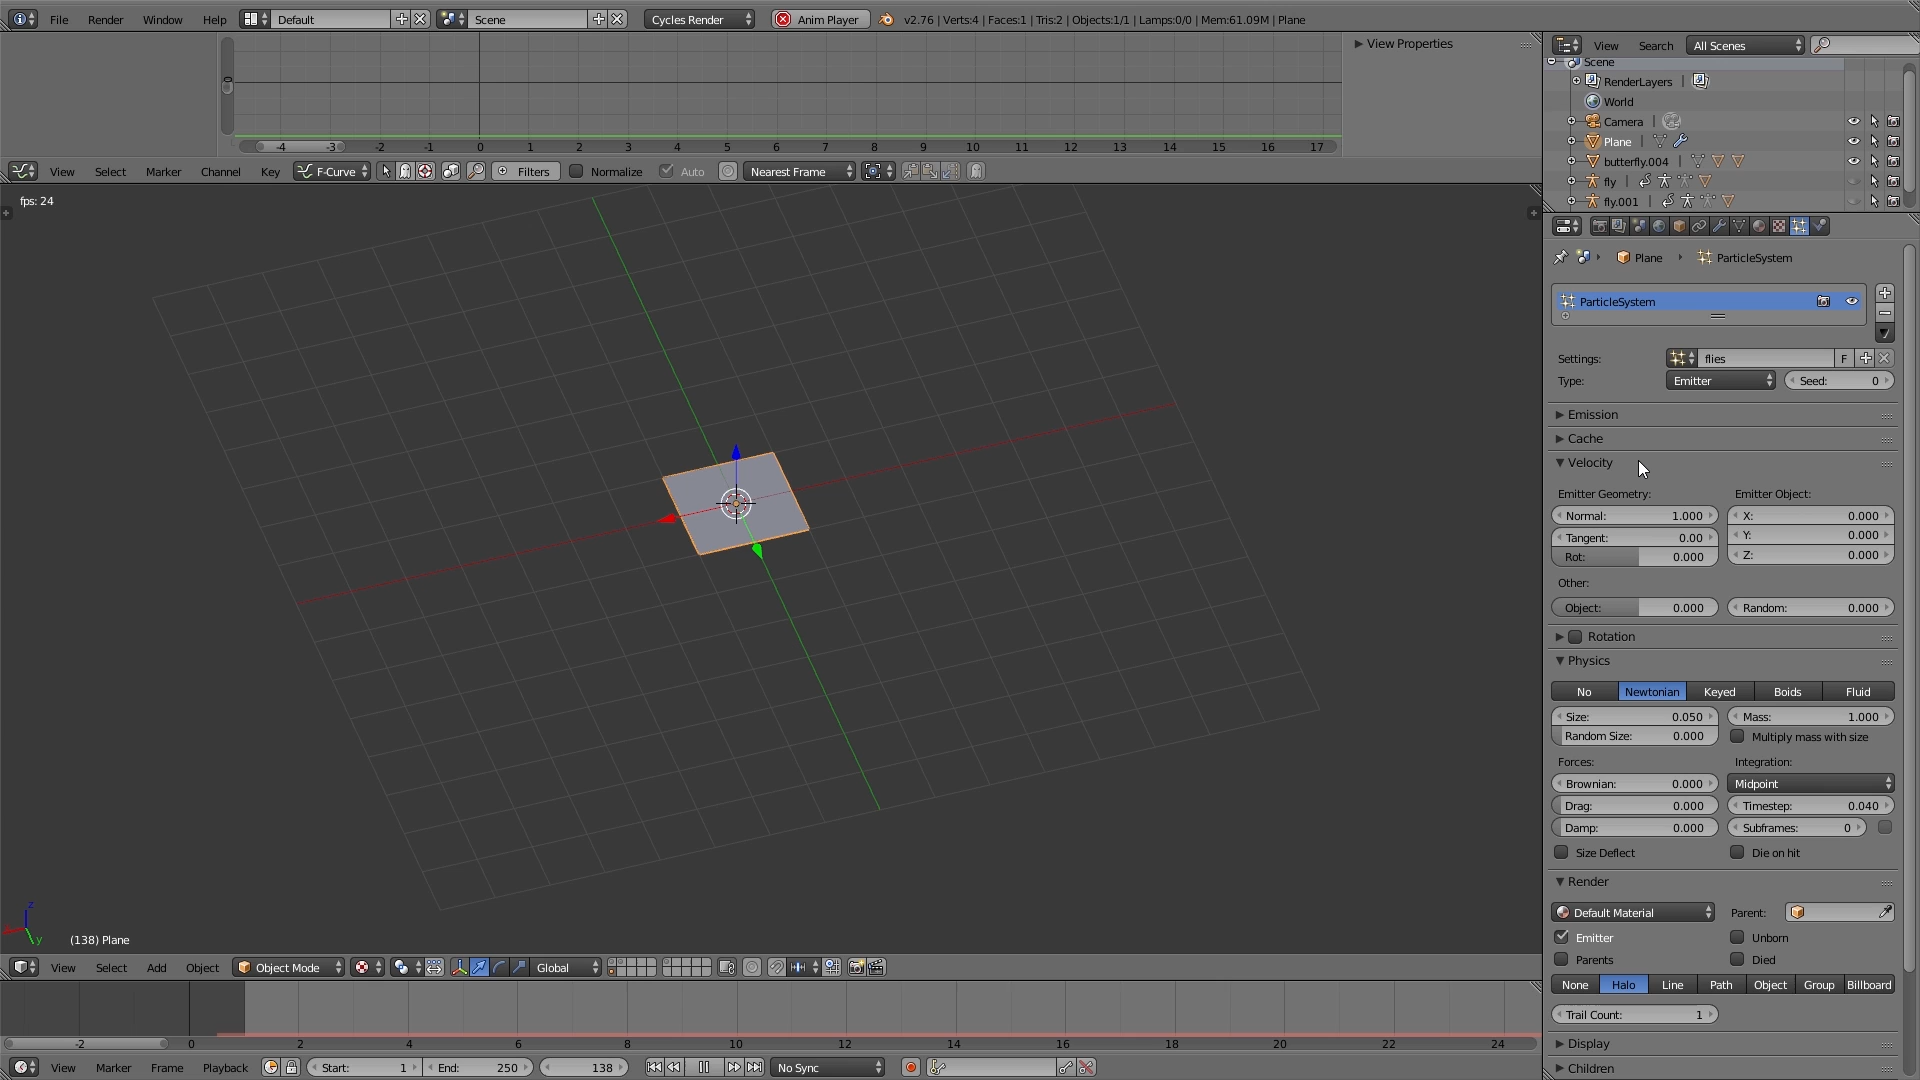 File Render Window Help Default Scene Cycles Render Anim Player v2.76 | Verts:4 | Faces:1 | Tris:2 | Objects:1/1 | Lamps:0/0 | Mem:61.09M | Plane
0
View Properties
-4 -3 -2 -1 0 1 2 3 4 5 6 7 8 9 10 11 12 13 14 15 16 17
View Select Marker Channel Key F-Curve Filters Normalize Auto Nearest Frame
fps: 24
z
x
y
(138) Plane
View Select Add Object Object Mode Global
-2 0 2 4 6 8 10 12 14 16 18 20 22 24
View Marker Frame Playback Start: 1 End: 250 138 No Sync
View Search All Scenes
Scene
RenderLayers |
World
Camera |
Plane |
butterfly.004 |
fly |
fly.001 |
Plane ParticleSystem
ParticleSystem
Settings: flies F
Type: Emitter Seed: 0
Emission
Cache
Velocity
Emitter Geometry: Emitter Object:
Normal: 1.000 X: 0.000
Tangent: 0.00 Y: 0.000
Rot: 0.000 Z: 0.000
Other:
Object: 0.000 Random: 0.000
Rotation
Physics
No Newtonian Keyed Boids Fluid
Size: 0.050 Mass: 1.000
Random Size: 0.000 Multiply mass with size
Forces: Integration:
Brownian: 0.000 Midpoint
Drag: 0.000 Timestep: 0.040
Damp: 0.000 Subframes: 0
Size Deflect Die on hit
Render
Default Material Parent:
Emitter Unborn
Parents Died
None Halo Line Path Object Group Billboard
Trail Count: 1
Display
Children